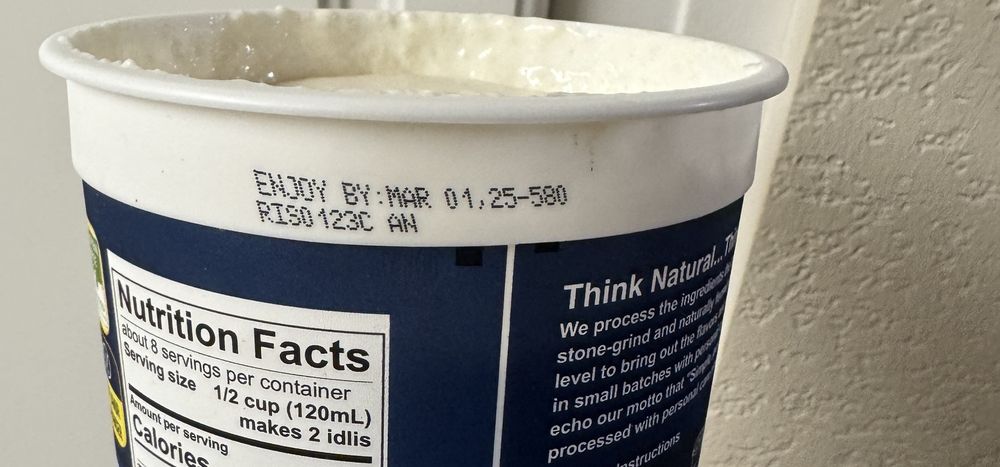 ENJOY BY:MAR 01,25-580
RIS0123C AN
Nutrition Facts
about 8 servings per container
Serving size 1/2 cup (120mL)
makes 2 idlis
Amount per serving
Calories
Think Natural...
We process the ingredients
stone-grind and naturally
level to bring out the flavors
in small batches with
echo our motto that "Simple
processed with personal
Instructions